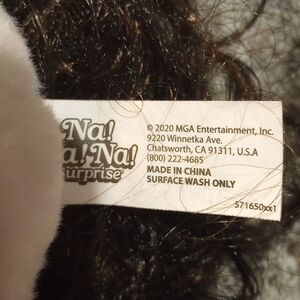 Na!
a! Na!
Surprise™
© 2020 MGA Entertainment, Inc.
9220 Winnetka Ave.
Chatsworth, CA 91311, U.S.A
(800) 222-4685
MADE IN CHINA
SURFACE WASH ONLY
571650xx1